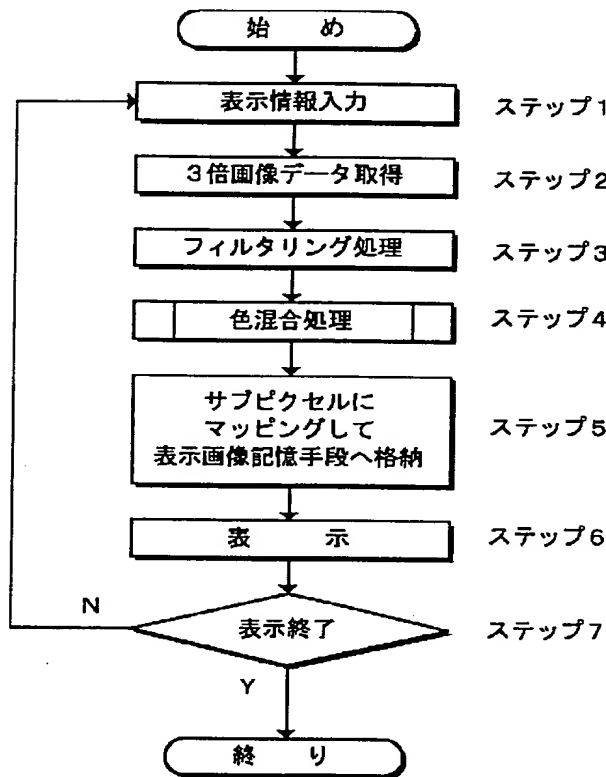 始 め
表示情報入力 ステップ1
3倍画像データ取得 ステップ2
フィルタリング処理 ステップ3
色混合処理 ステップ4
サブピクセルに
マッピングして ステップ5
表示画像記憶手段へ格納
表 示 ステップ6
N
表示終了 ステップ7
Y
終 り